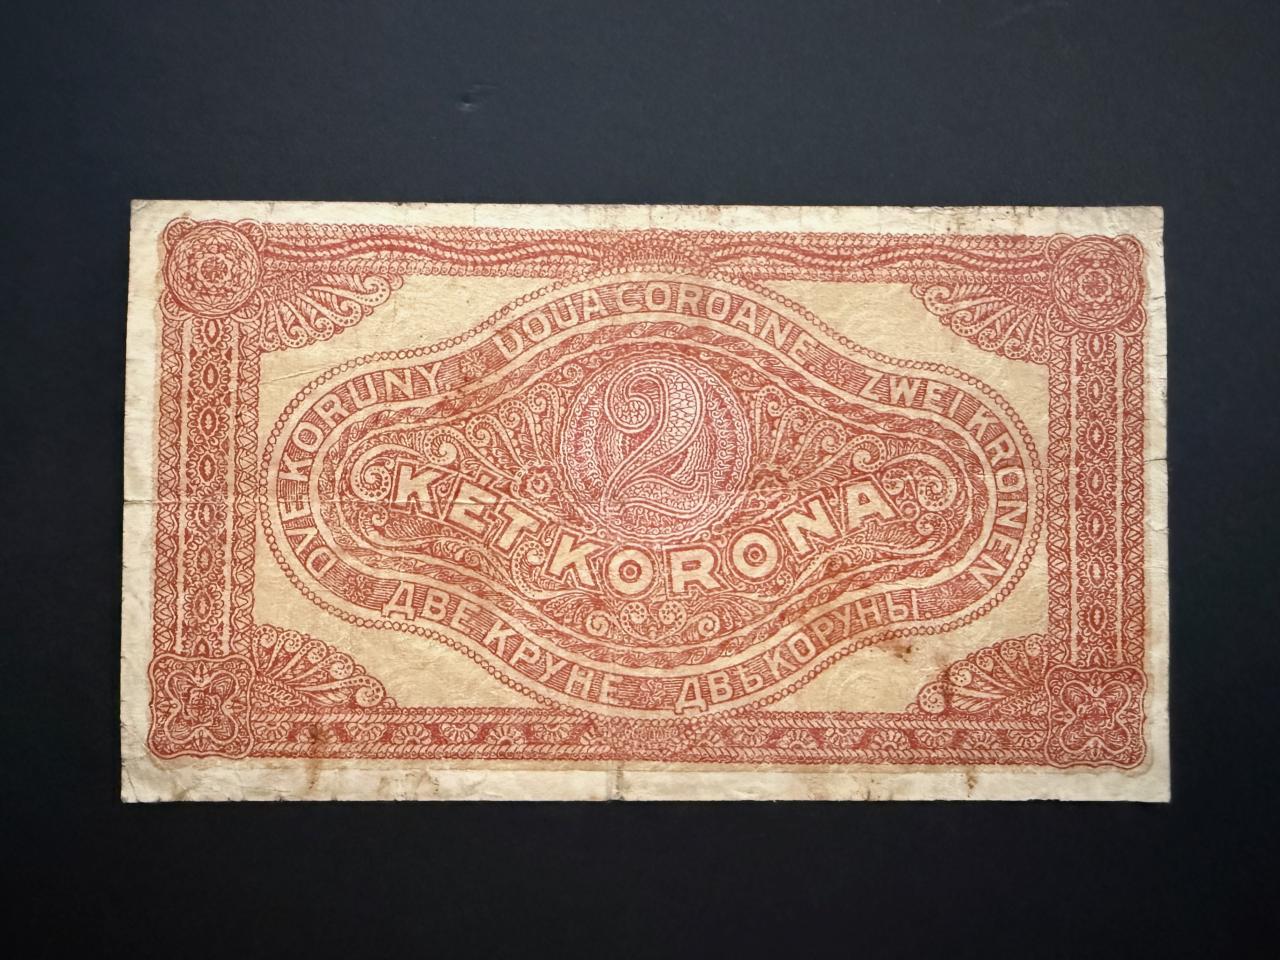 DVE KORUNY
DOUA COROANE
ZWEI KRONEN
2
KÉT KORONA
ДВЕ КРУНЕ
ДВѢ КОРУНЫ